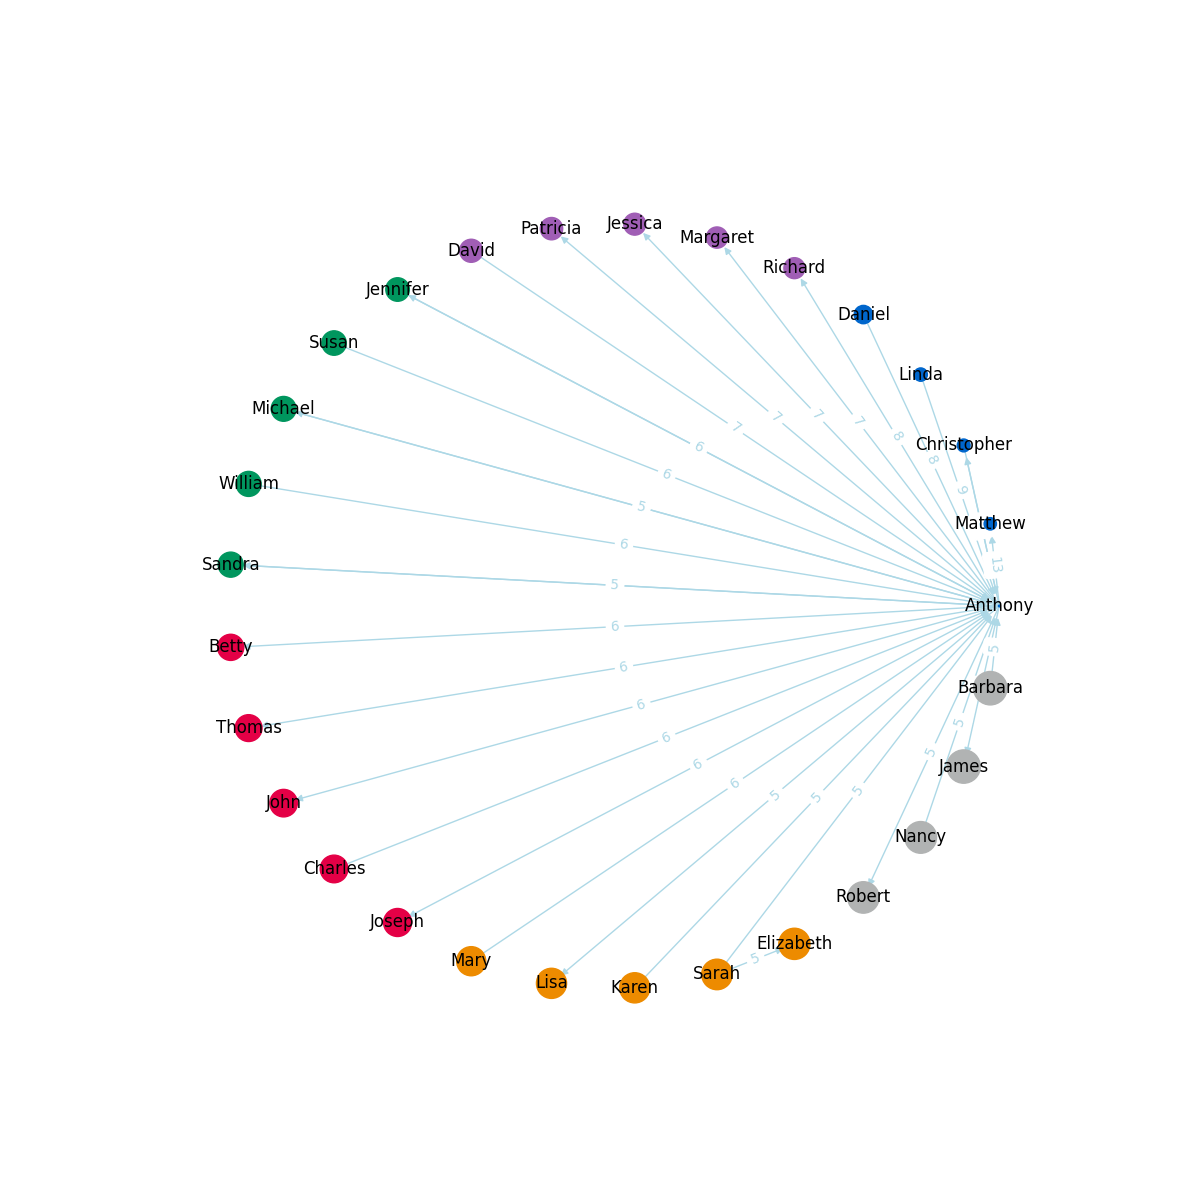 Jessica
Patricia
Margaret
David
Richard
Jennifer
Daniel
Susan
Linda
Michael
7
7
7
7
8
Christopher
6
8
6
William
9
5
Matthew
6
13
Sandra
5
Anthony
6
Betty
5
6
Barbara
6
5
Thomas
6
5
6
James
6
5
5
5
John
Nancy
Charles
Robert
Joseph
Elizabeth
5
Mary
Sarah
Lisa
Karen